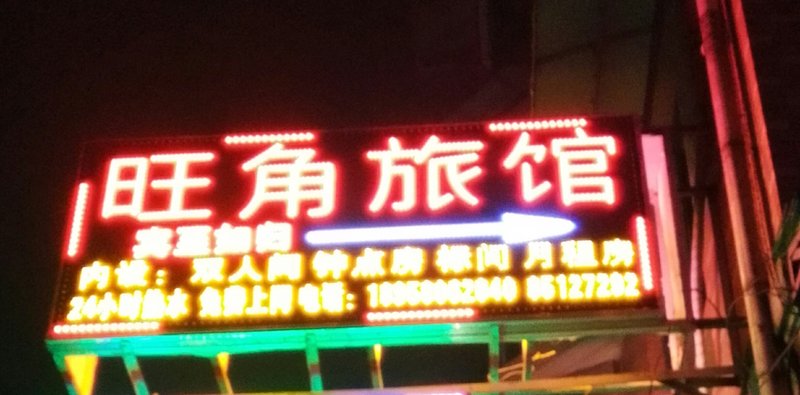 旺角旅馆
宾至如归
内设：双人间 钟点房 标间 月租房
24小时热水 免费上网 电话：